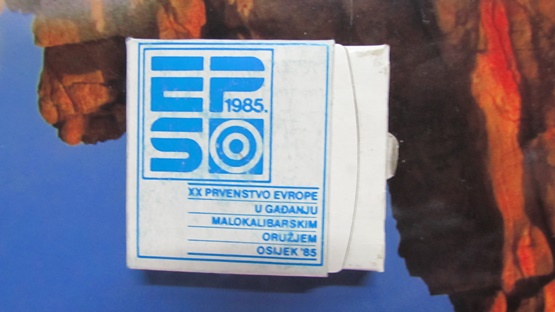 EP
1985.
SO
XX PRVENSTVO EVROPE
U GAĐANJU
MALOKALIBARSKIM
ORUŽJEM
OSIJEK '85